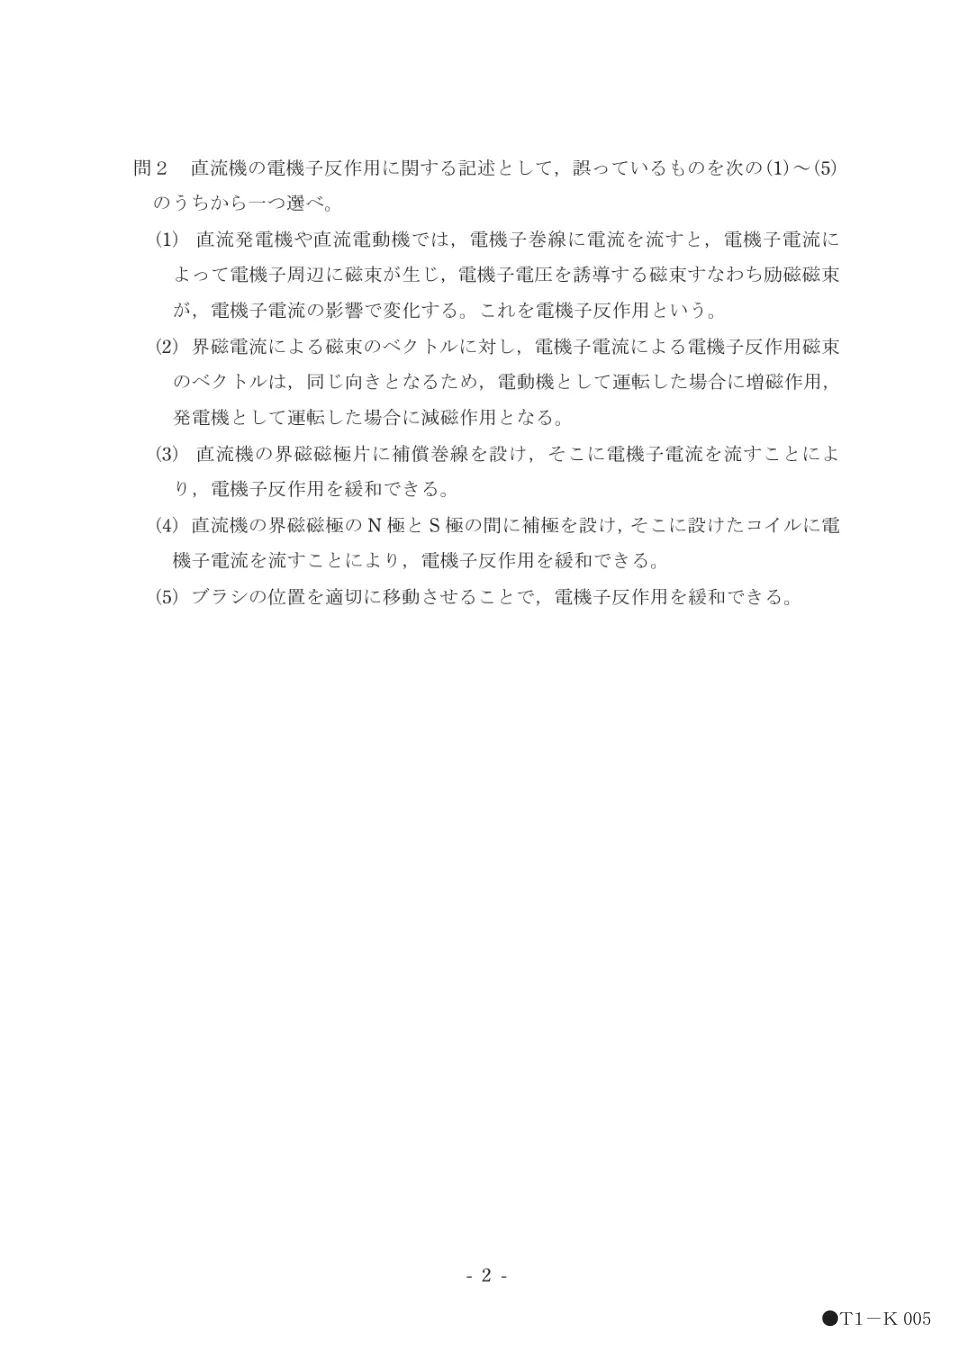 問２　直流機の電機子反作用に関する記述として，誤っているものを次の(1)～(5)
のうちから一つ選べ。
(1)　直流発電機や直流電動機では，電機子巻線に電流を流すと，電機子電流に
よって電機子周辺に磁束が生じ，電機子電圧を誘導する磁束すなわち励磁磁束
が，電機子電流の影響で変化する。これを電機子反作用という。
(2)　界磁電流による磁束のベクトルに対し，電機子電流による電機子反作用磁束
のベクトルは，同じ向きとなるため，電動機として運転した場合に増磁作用，
発電機として運転した場合に減磁作用となる。
(3)　直流機の界磁磁極片に補償巻線を設け，そこに電機子電流を流すことによ
り，電機子反作用を緩和できる。
(4)　直流機の界磁磁極の N 極と S 極の間に補極を設け，そこに設けたコイルに電
機子電流を流すことにより，電機子反作用を緩和できる。
(5)　ブラシの位置を適切に移動させることで，電機子反作用を緩和できる。
- 2 -
●T1－K 005